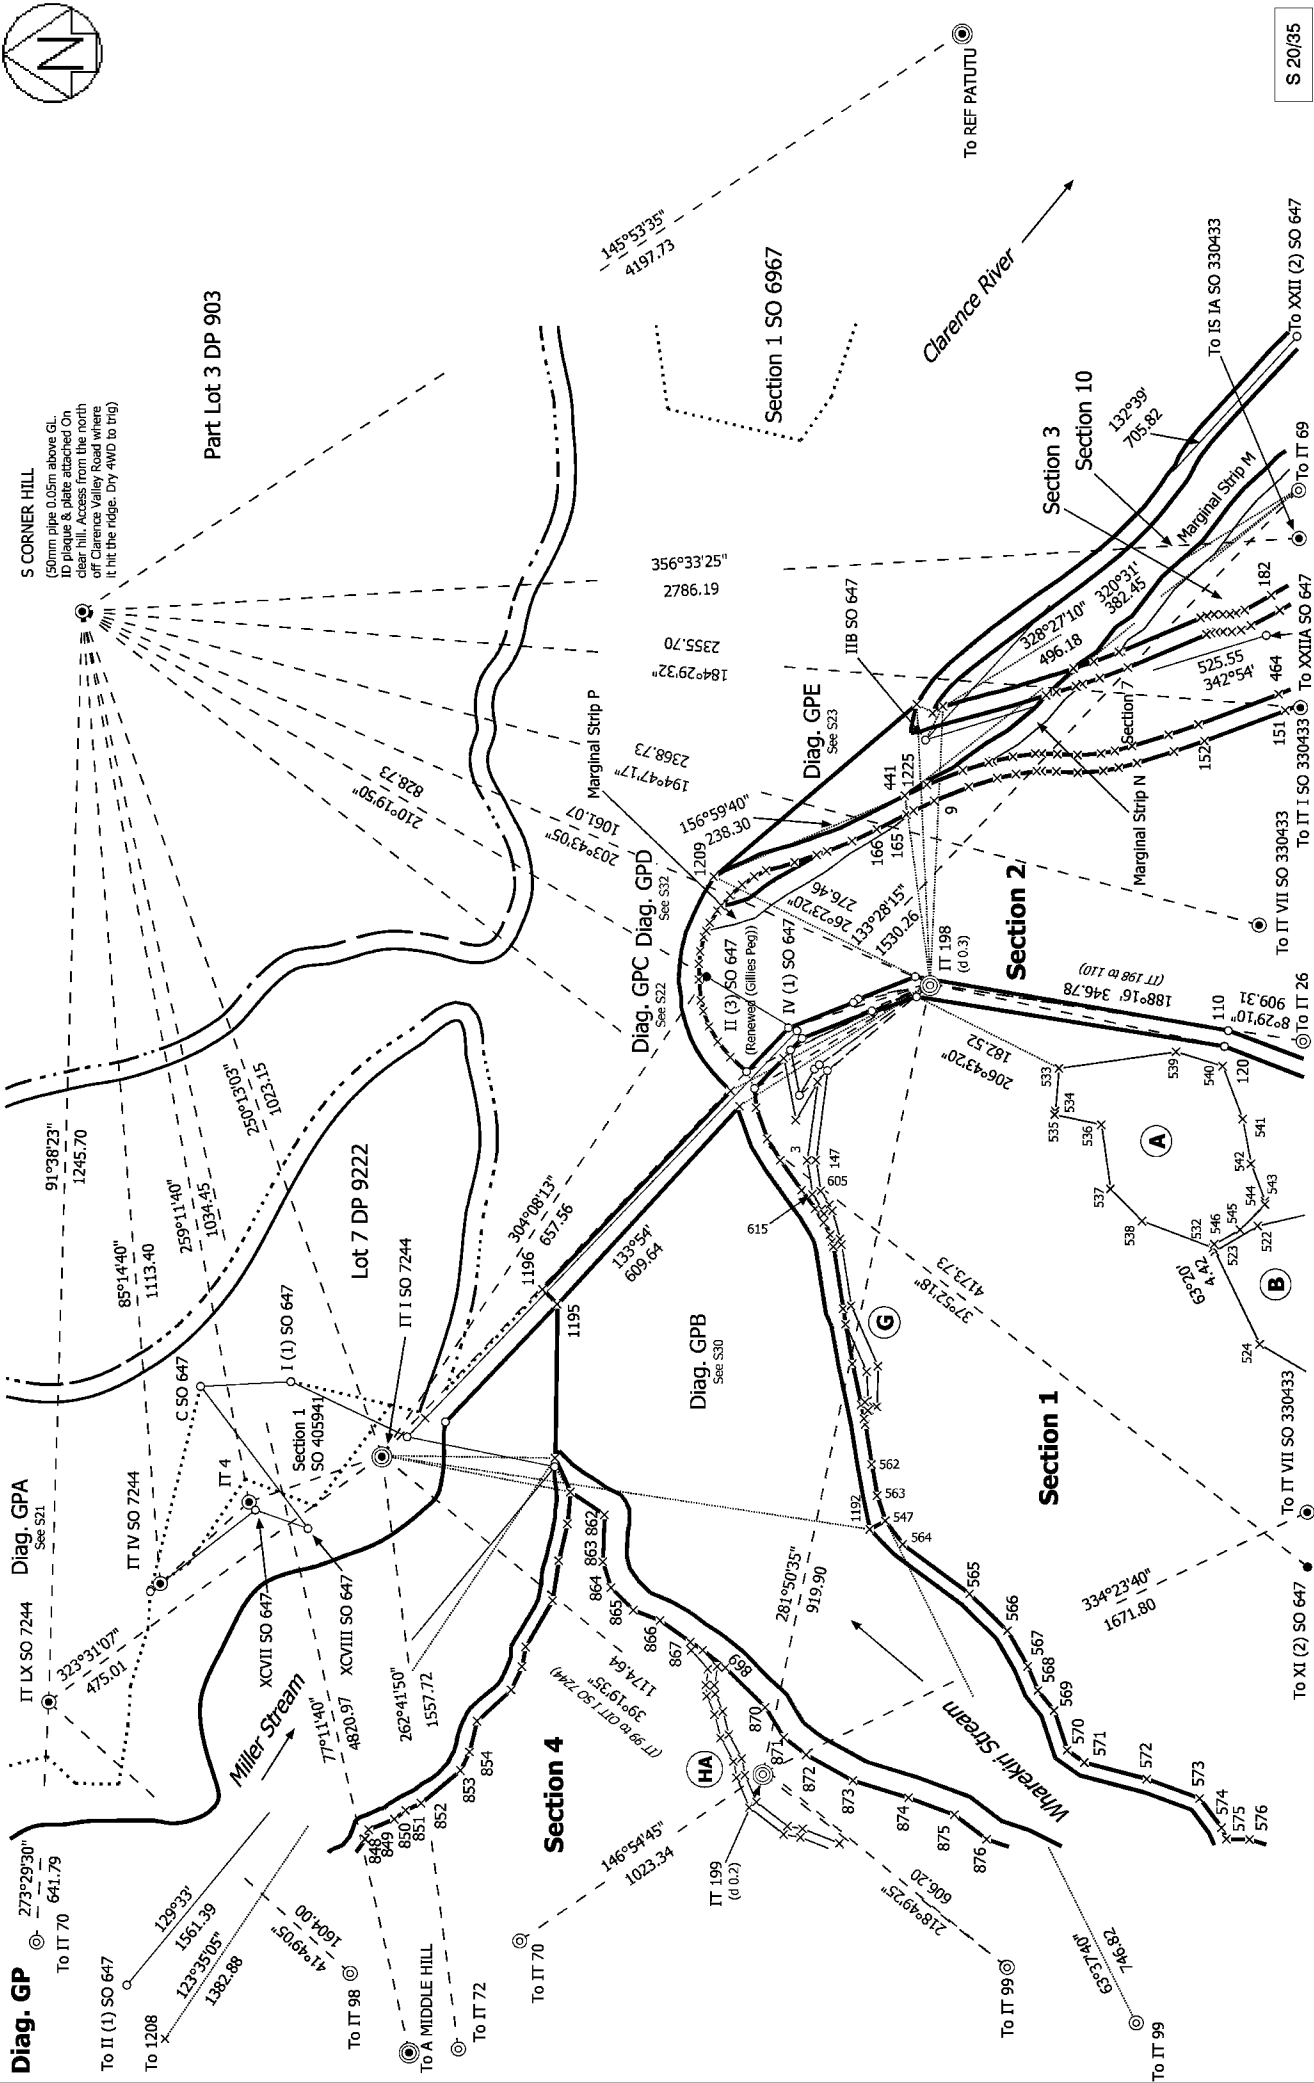 Diag. GP
S CORNER HILL
(50mm pipe 0.05m above GL.
ID plaque & plate attached On
clear hill. Access from the north
off Clarence Valley Road where
it hit the ridge. Dry 4WD to trig)
N
Part Lot 3 DP 903
Section 1 SO 6967
Clarence River
To REF PATUTU
145°53'35"
4197.73
S 20/35
Diag. GPA
See S21
IT LX SO 7244
IT IV SO 7244
IT 4
C SO 647
I (1) SO 647
Section 1
SO 405941
IT I SO 7244
Lot 7 DP 9222
XCVII SO 647
XCVIII SO 647
Miller Stream
273°29'30"
641.79
To IT 70
To II (1) SO 647
129°33'
1561.39
To 1208
123°35'05"
1382.88
41°49'05"
1604.00
To IT 98
To A MIDDLE HILL
To IT 72
To IT 70
323°31'07"
475.01
77°11'40"
4820.97
262°41'50"
1557.72
91°38'23"
1245.70
85°14'40"
1113.40
259°11'40"
1034.45
250°13'03"
1023.15
210°19'50"
828.73
203°43'05"
1061.07
194°47'17"
2368.73
184°29'32"
2355.70
356°33'25"
2786.19
304°08'13"
657.56
133°54'
609.64
1196
1195
Diag. GPB
See S30
Diag. GPC
See S22
Diag. GPD
See S32
Diag. GPE
See S23
Marginal Strip P
II (3) SO 647
(Renewed (Gillies Peg))
IV (1) SO 647
1209
156°59'40"
238.30
26°23'20"
276.46
133°28'15"
1530.26
166
165
441
1225
9
IIB SO 647
328°27'10"
496.18
320°31'
382.45
Section 3
Section 10
132°39'
705.82
Marginal Strip M
To IS IA SO 330433
To XXII (2) SO 647
To IT 69
182
525.55
342°54'
To XXIIA SO 647
464
Section 7
151
152
To IT I SO 330433
Marginal Strip N
Section 2
IT 198
(d 0.3)
To IT VII SO 330433
188°16' 346.78
(IT 198 to 110)
110
8°29'10"
909.31
To IT 26
120
206°43'20"
182.52
533
534
535
536
537
538
539
540
541
542
543
544
545
546
532
523
522
524
A
B
63°20'
4.42
3
147
605
615
G
37°52'18"
4173.73
Section 1
562
563
547
1192
564
565
566
567
568
569
570
571
572
573
574
575
576
334°23'40"
1671.80
To IT VII SO 330433
To XI (2) SO 647
281°50'35"
919.90
Wharekiri Stream
Section 4
848
849
850
851
852
853
854
862
863
864
865
866
867
869
870
871
872
873
874
875
876
1174.64
39°19'35"
(IT 99 to OIT I SO 7244)
HA
146°54'45"
1023.34
IT 199
(d 0.2)
218°49'25"
606.20
To IT 99
63°37'40"
746.82
To IT 99